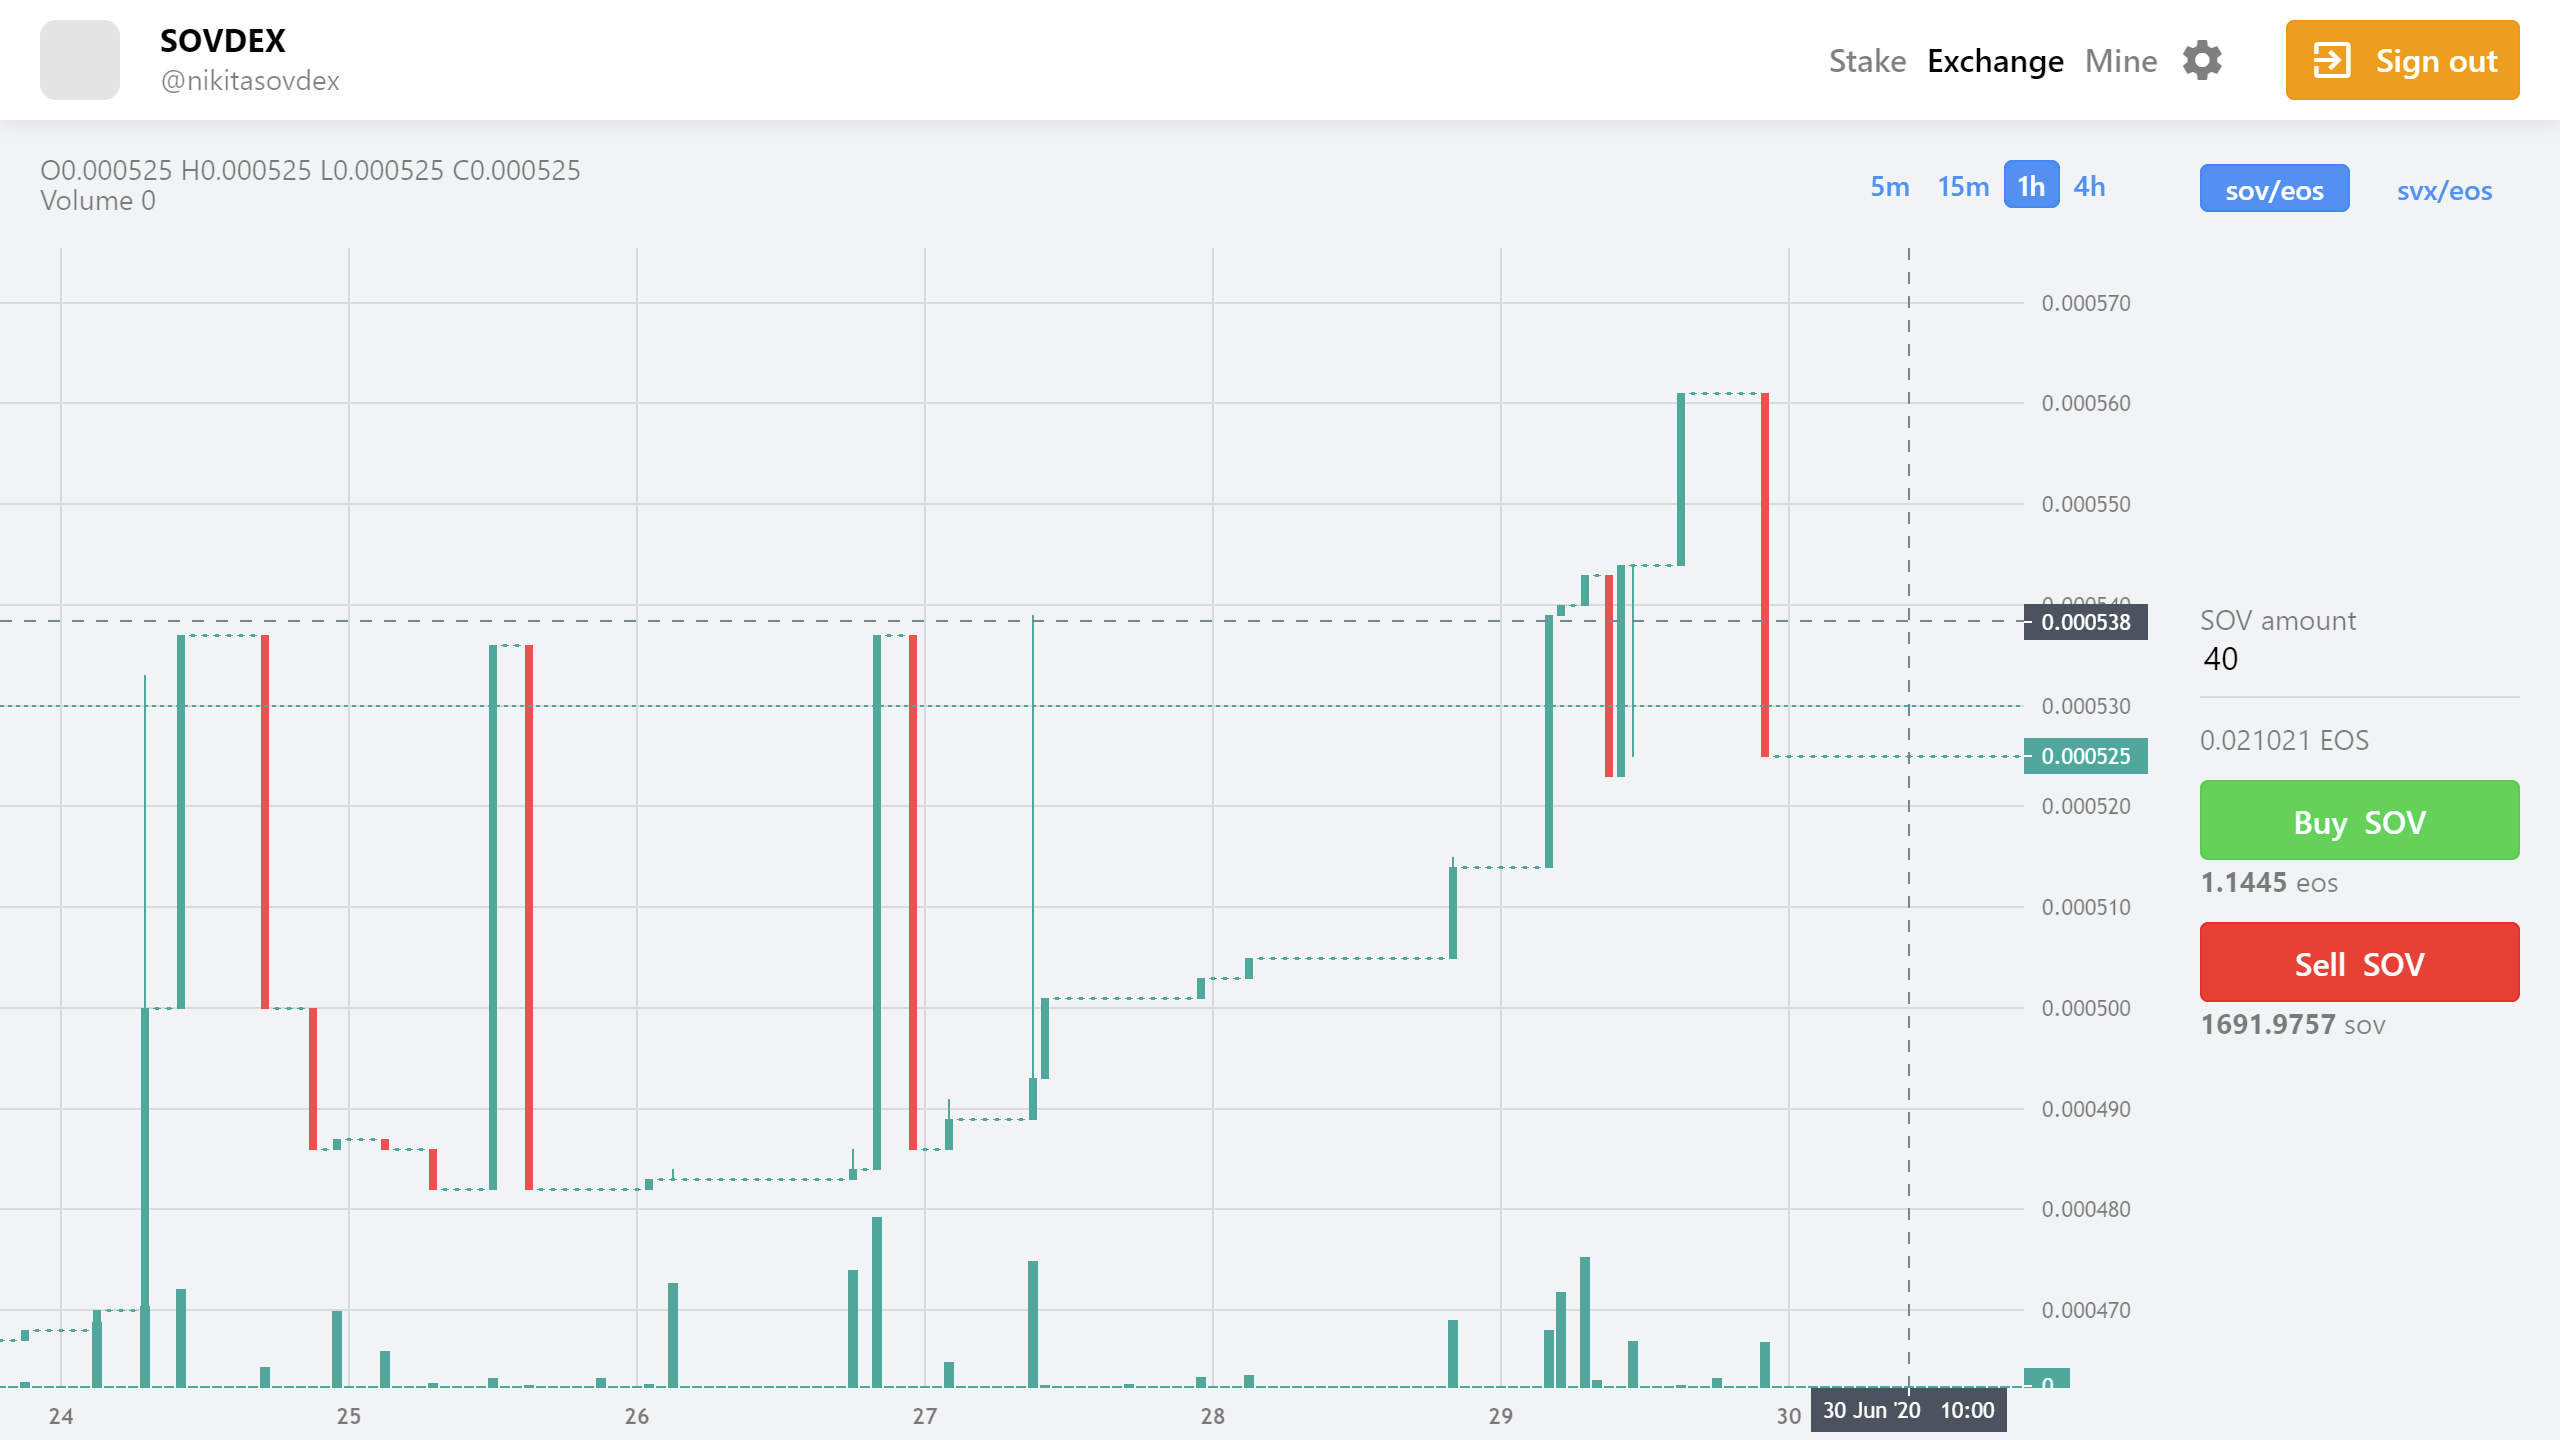 SOVDEX
@nikitasovdex
Stake Exchange Mine
Sign out
O0.000525 H0.000525 L0.000525 C0.000525
Volume 0
5m 15m 1h 4h
sov/eos svx/eos
0.000570
0.000560
0.000550
0.000540
0.000538
0.000530
0.000525
0.000520
0.000510
0.000500
0.000490
0.000480
0.000470
0
SOV amount
40
0.021021 EOS
Buy SOV
1.1445 eos
Sell SOV
1691.9757 sov
24 25 26 27 28 29 30 30 Jun '20 10:00